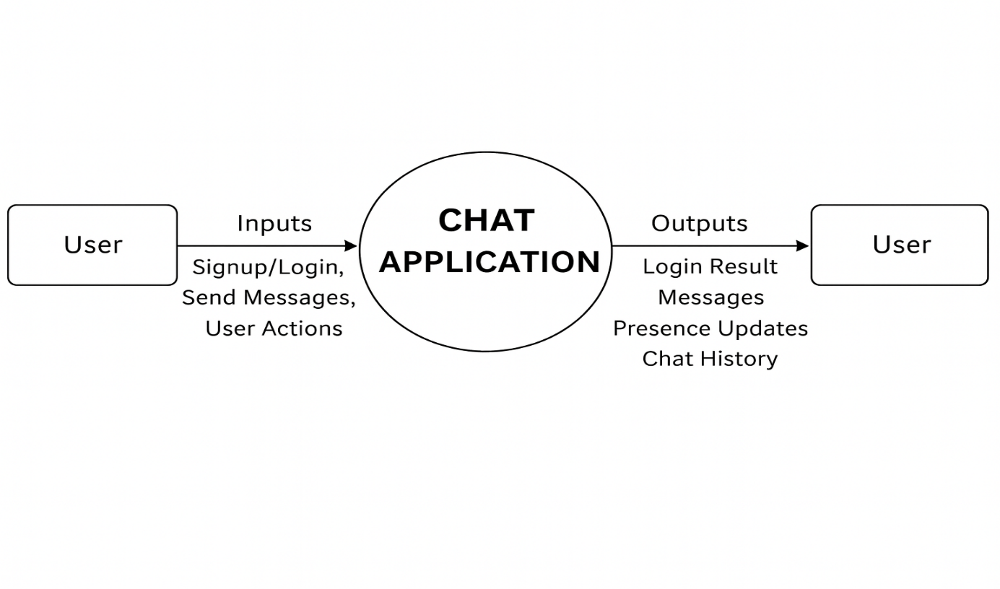 User
Inputs
Signup/Login,
Send Messages,
User Actions
CHAT
APPLICATION
Outputs
Login Result
Messages
Presence Updates
Chat History
User